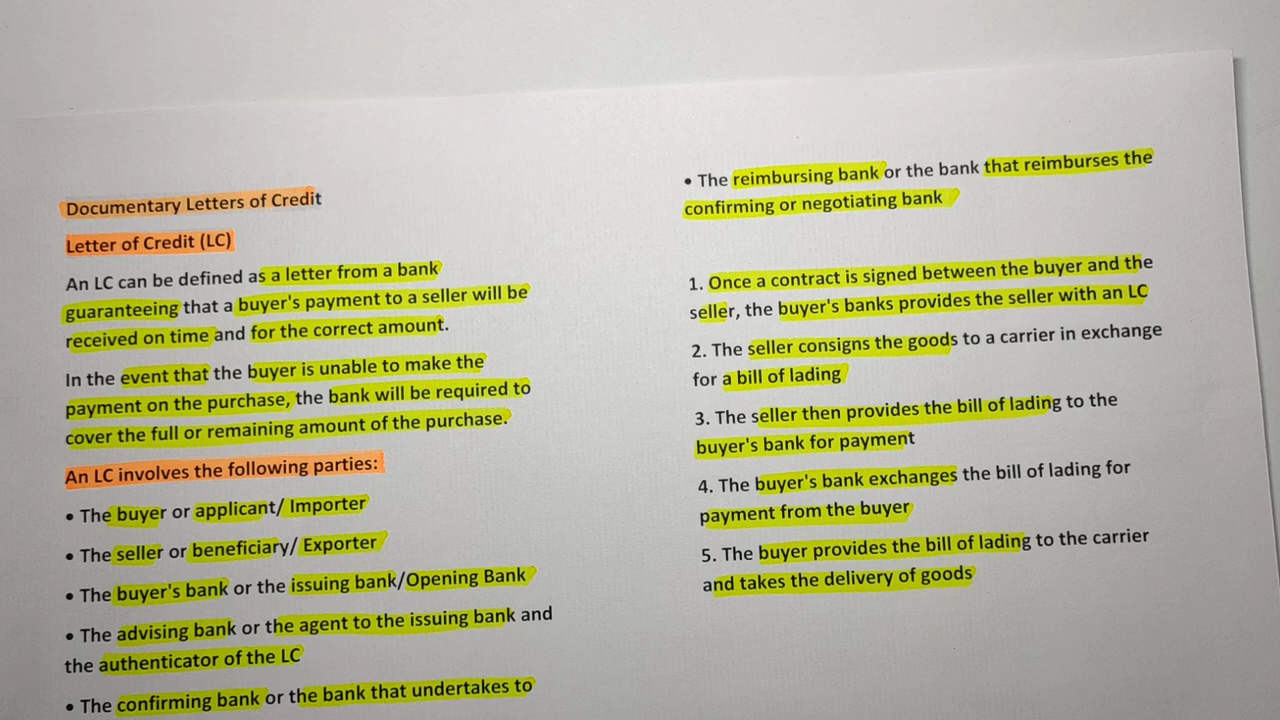 Documentary Letters of Credit
Letter of Credit (LC)
An LC can be defined as a letter from a bank
guaranteeing that a buyer's payment to a seller will be
received on time and for the correct amount.
In the event that the buyer is unable to make the
payment on the purchase, the bank will be required to
cover the full or remaining amount of the purchase.
An LC involves the following parties:
• The buyer or applicant/ Importer
• The seller or beneficiary/ Exporter
• The buyer's bank or the issuing bank/Opening Bank
• The advising bank or the agent to the issuing bank and
the authenticator of the LC
• The confirming bank or the bank that undertakes to
• The reimbursing bank or the bank that reimburses the
confirming or negotiating bank
1. Once a contract is signed between the buyer and the
seller, the buyer's banks provides the seller with an LC
2. The seller consigns the goods to a carrier in exchange
for a bill of lading
3. The seller then provides the bill of lading to the
buyer's bank for payment
4. The buyer's bank exchanges the bill of lading for
payment from the buyer
5. The buyer provides the bill of lading to the carrier
and takes the delivery of goods